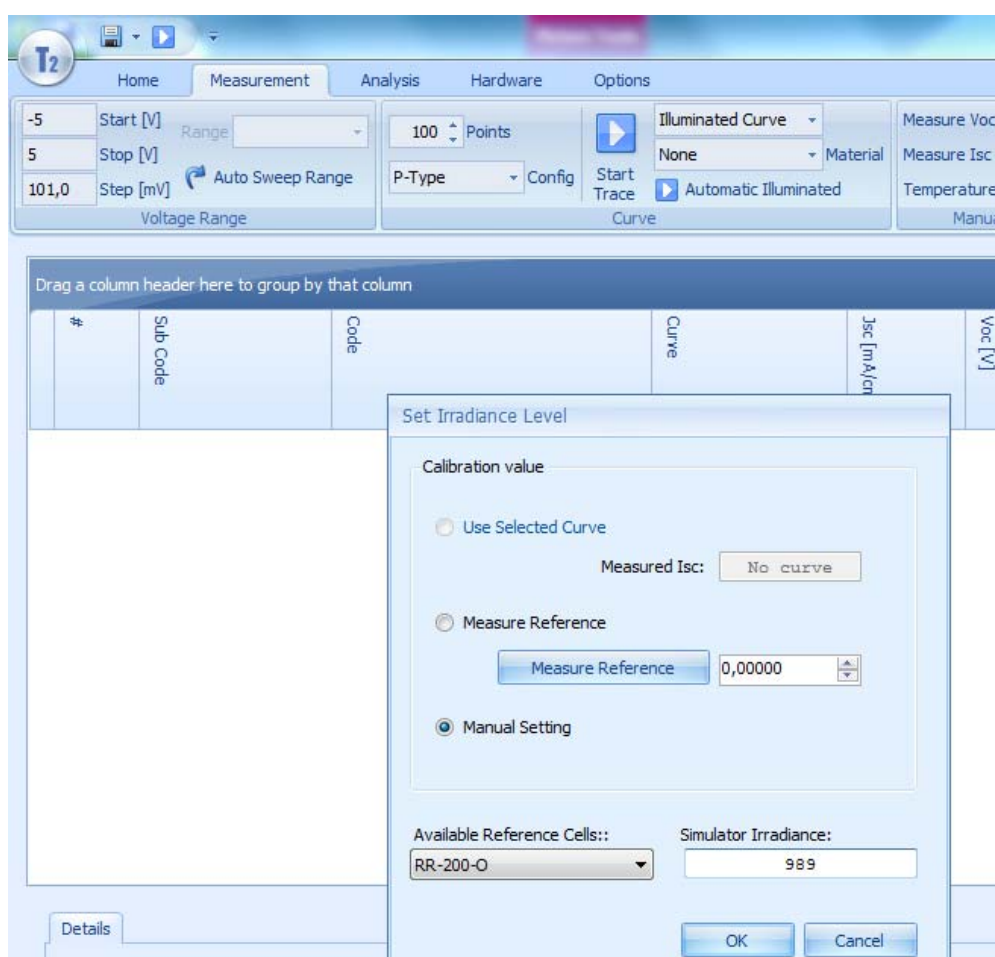 T2
Home Measurement Analysis Hardware Options
-5 Start [V] Range 100 Points Illuminated Curve Measure Voc
5 Stop [V] None Material Measure Isc
101,0 Step [mV] Auto Sweep Range P-Type Config Start Trace Automatic Illuminated Temperature
Voltage Range Curve Manua
Drag a column header here to group by that column
# Sub Code Code Curve Jsc [mA/cm Voc [V]
Set Irradiance Level
Calibration value
Use Selected Curve
Measured Isc: No curve
Measure Reference
Measure Reference 0,00000
Manual Setting
Available Reference Cells:: Simulator Irradiance:
RR-200-O 989
Details
OK Cancel